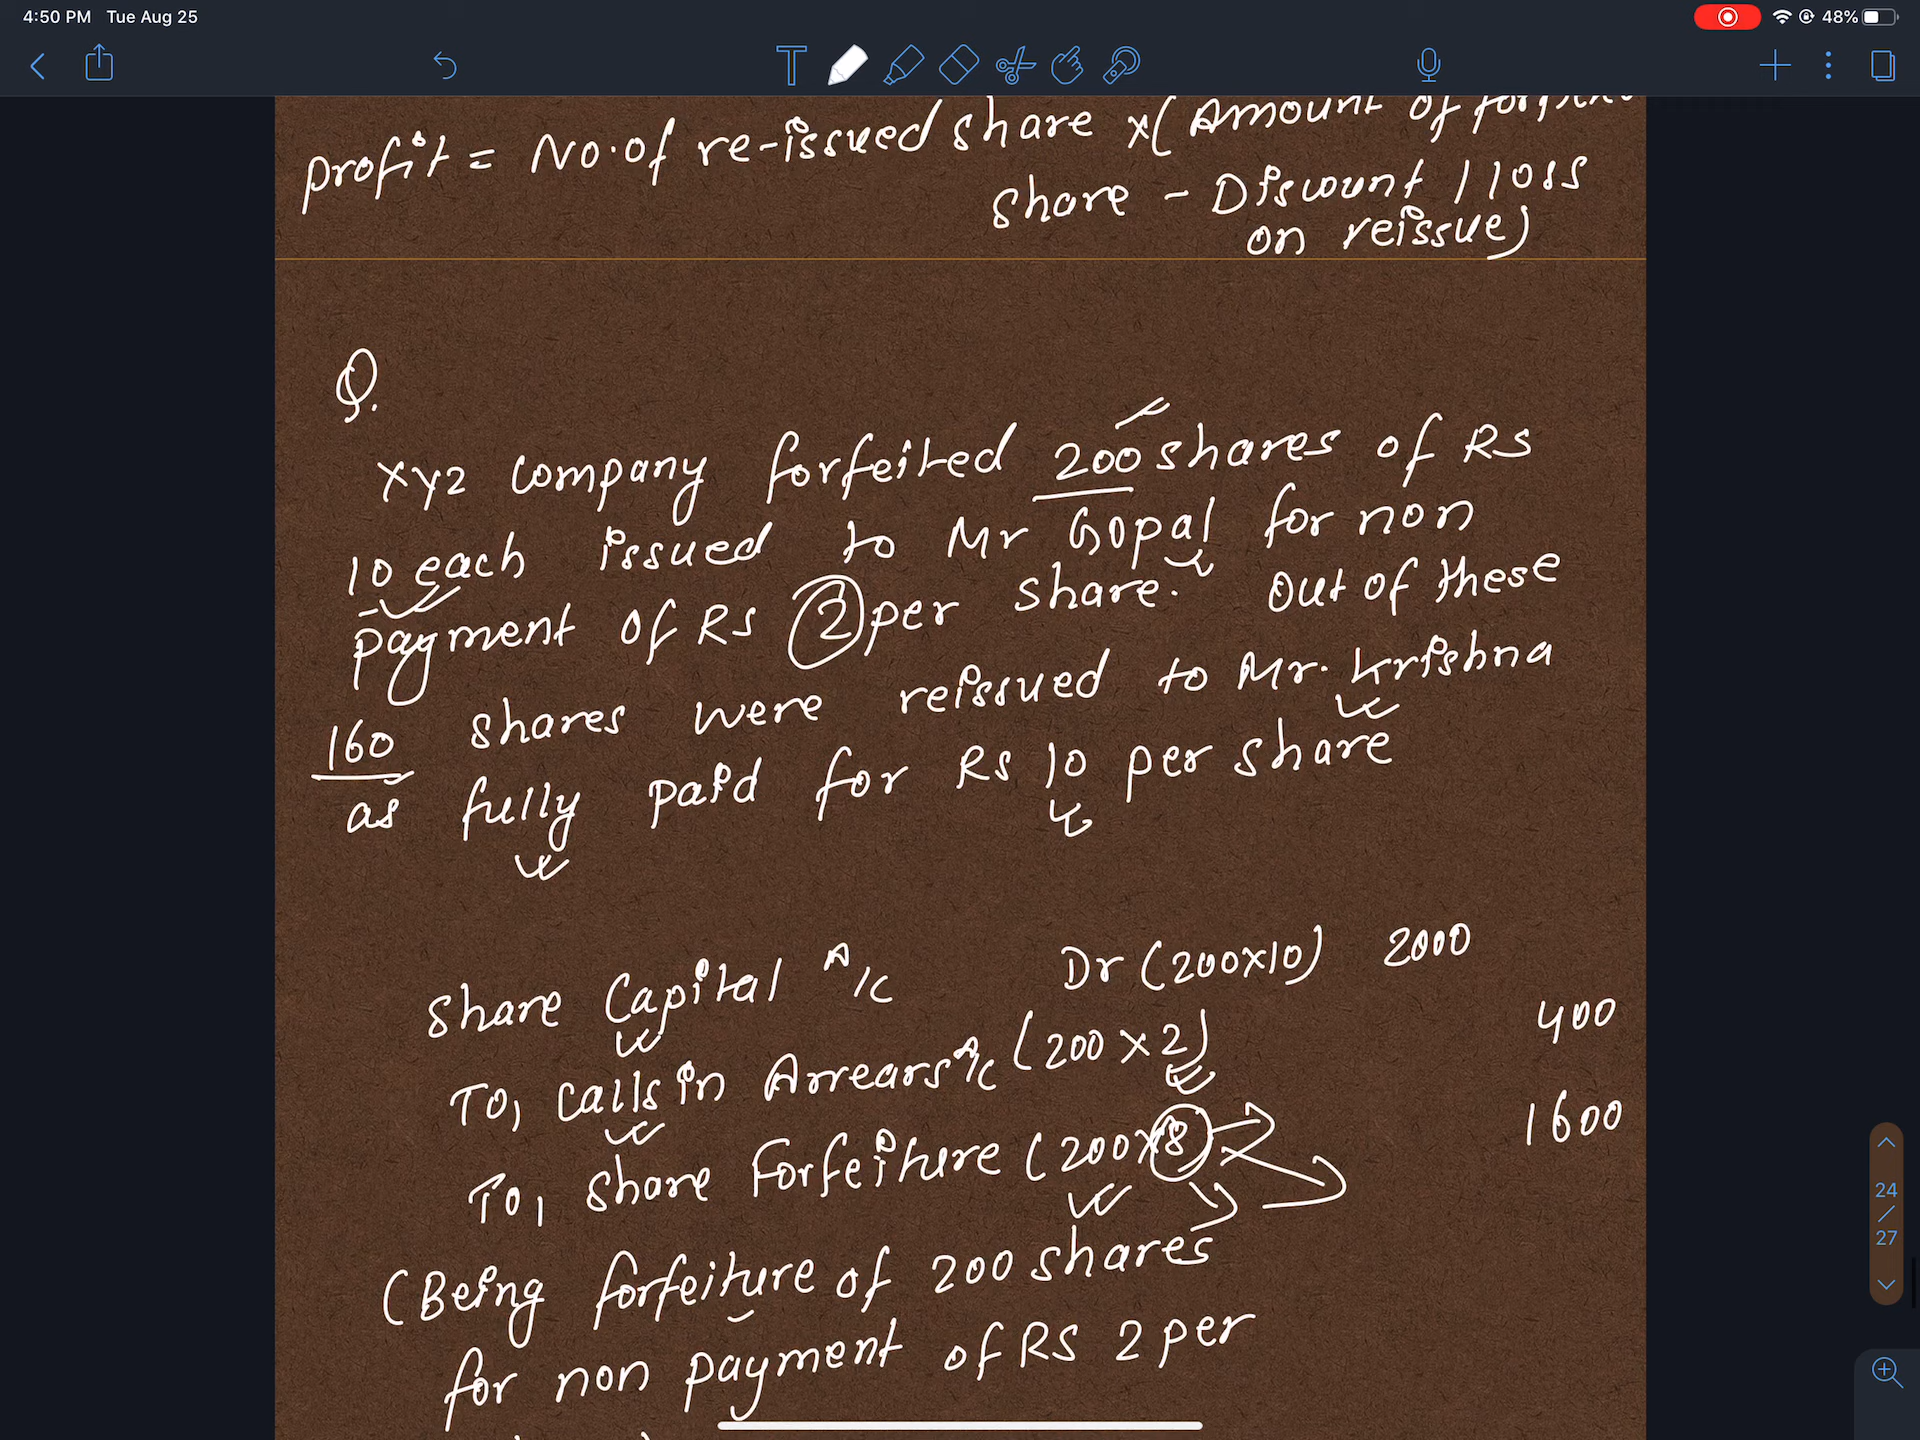 4:50 PM Tue Aug 25
48%
profit = No. of re-issued share x( Amount of
share - Discount / loss
on reissue)
Q.
XYZ Company forfeited 200 shares of RS
10 each issued to Mr Gopal for non
payment of RS 2 per share. Out of these
160 shares were reissued to Mr. Krishna
as fully paid for Rs 10 per share
Share Capital A/c Dr (200x10) 2000
To, Calls in Arrears A/c (200 x 2) 400
To, Share Forfeiture (200x8) 1600
(Being forfeiture of 200 shares
for non payment of RS 2 per
24
/
27